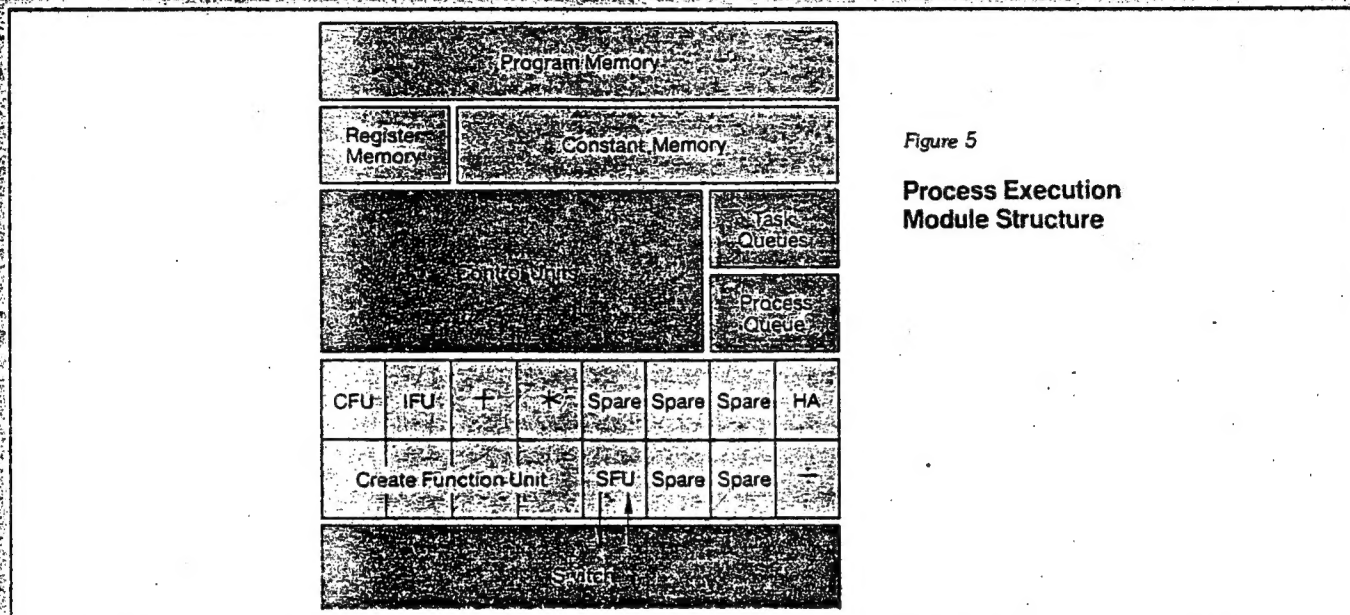 Program Memory
Register
Memory
Constant Memory
Figure 5
Process Execution
Module Structure
Control Units
Task
Queues
Process
Queue
CFU IFU + * Spare Spare Spare HA
Create Function Unit SFU Spare Spare ÷
Switch